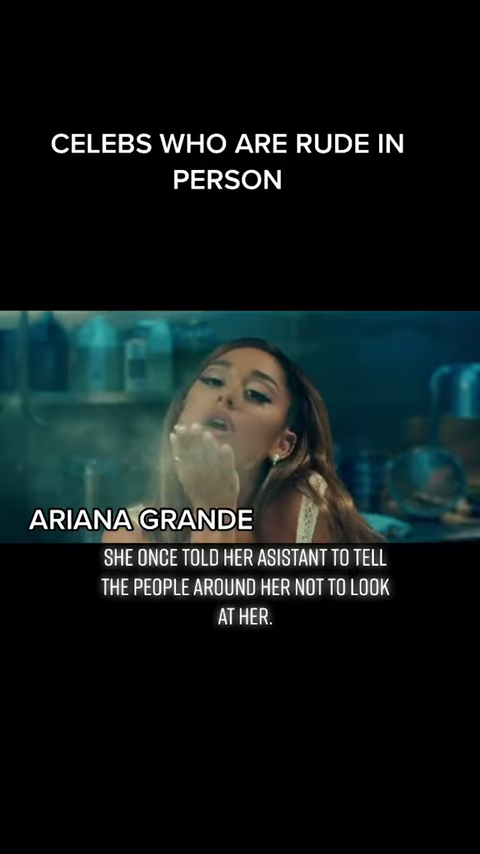 CELEBS WHO ARE RUDE IN
PERSON
ARIANA GRANDE
SHE ONCE TOLD HER ASISTANT TO TELL
THE PEOPLE AROUND HER NOT TO LOOK
AT HER.